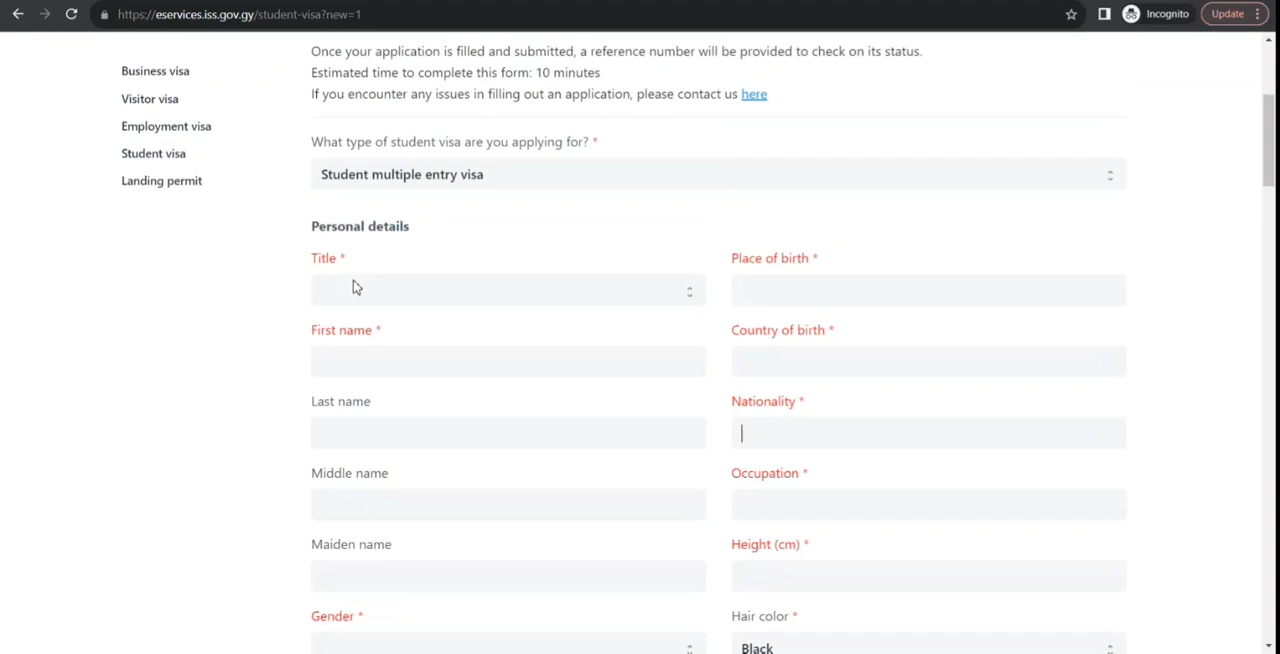 https://eservices.iss.gov.gy/student-visa?new=1
Incognito
Update
Business visa
Visitor visa
Employment visa
Student visa
Landing permit
Once your application is filled and submitted, a reference number will be provided to check on its status.
Estimated time to complete this form: 10 minutes
If you encounter any issues in filling out an application, please contact us here
What type of student visa are you applying for? *
Student multiple entry visa
Personal details
Title *
Place of birth *
First name *
Country of birth *
Last name
Nationality *
Middle name
Occupation *
Maiden name
Height (cm) *
Gender *
Hair color *
Black